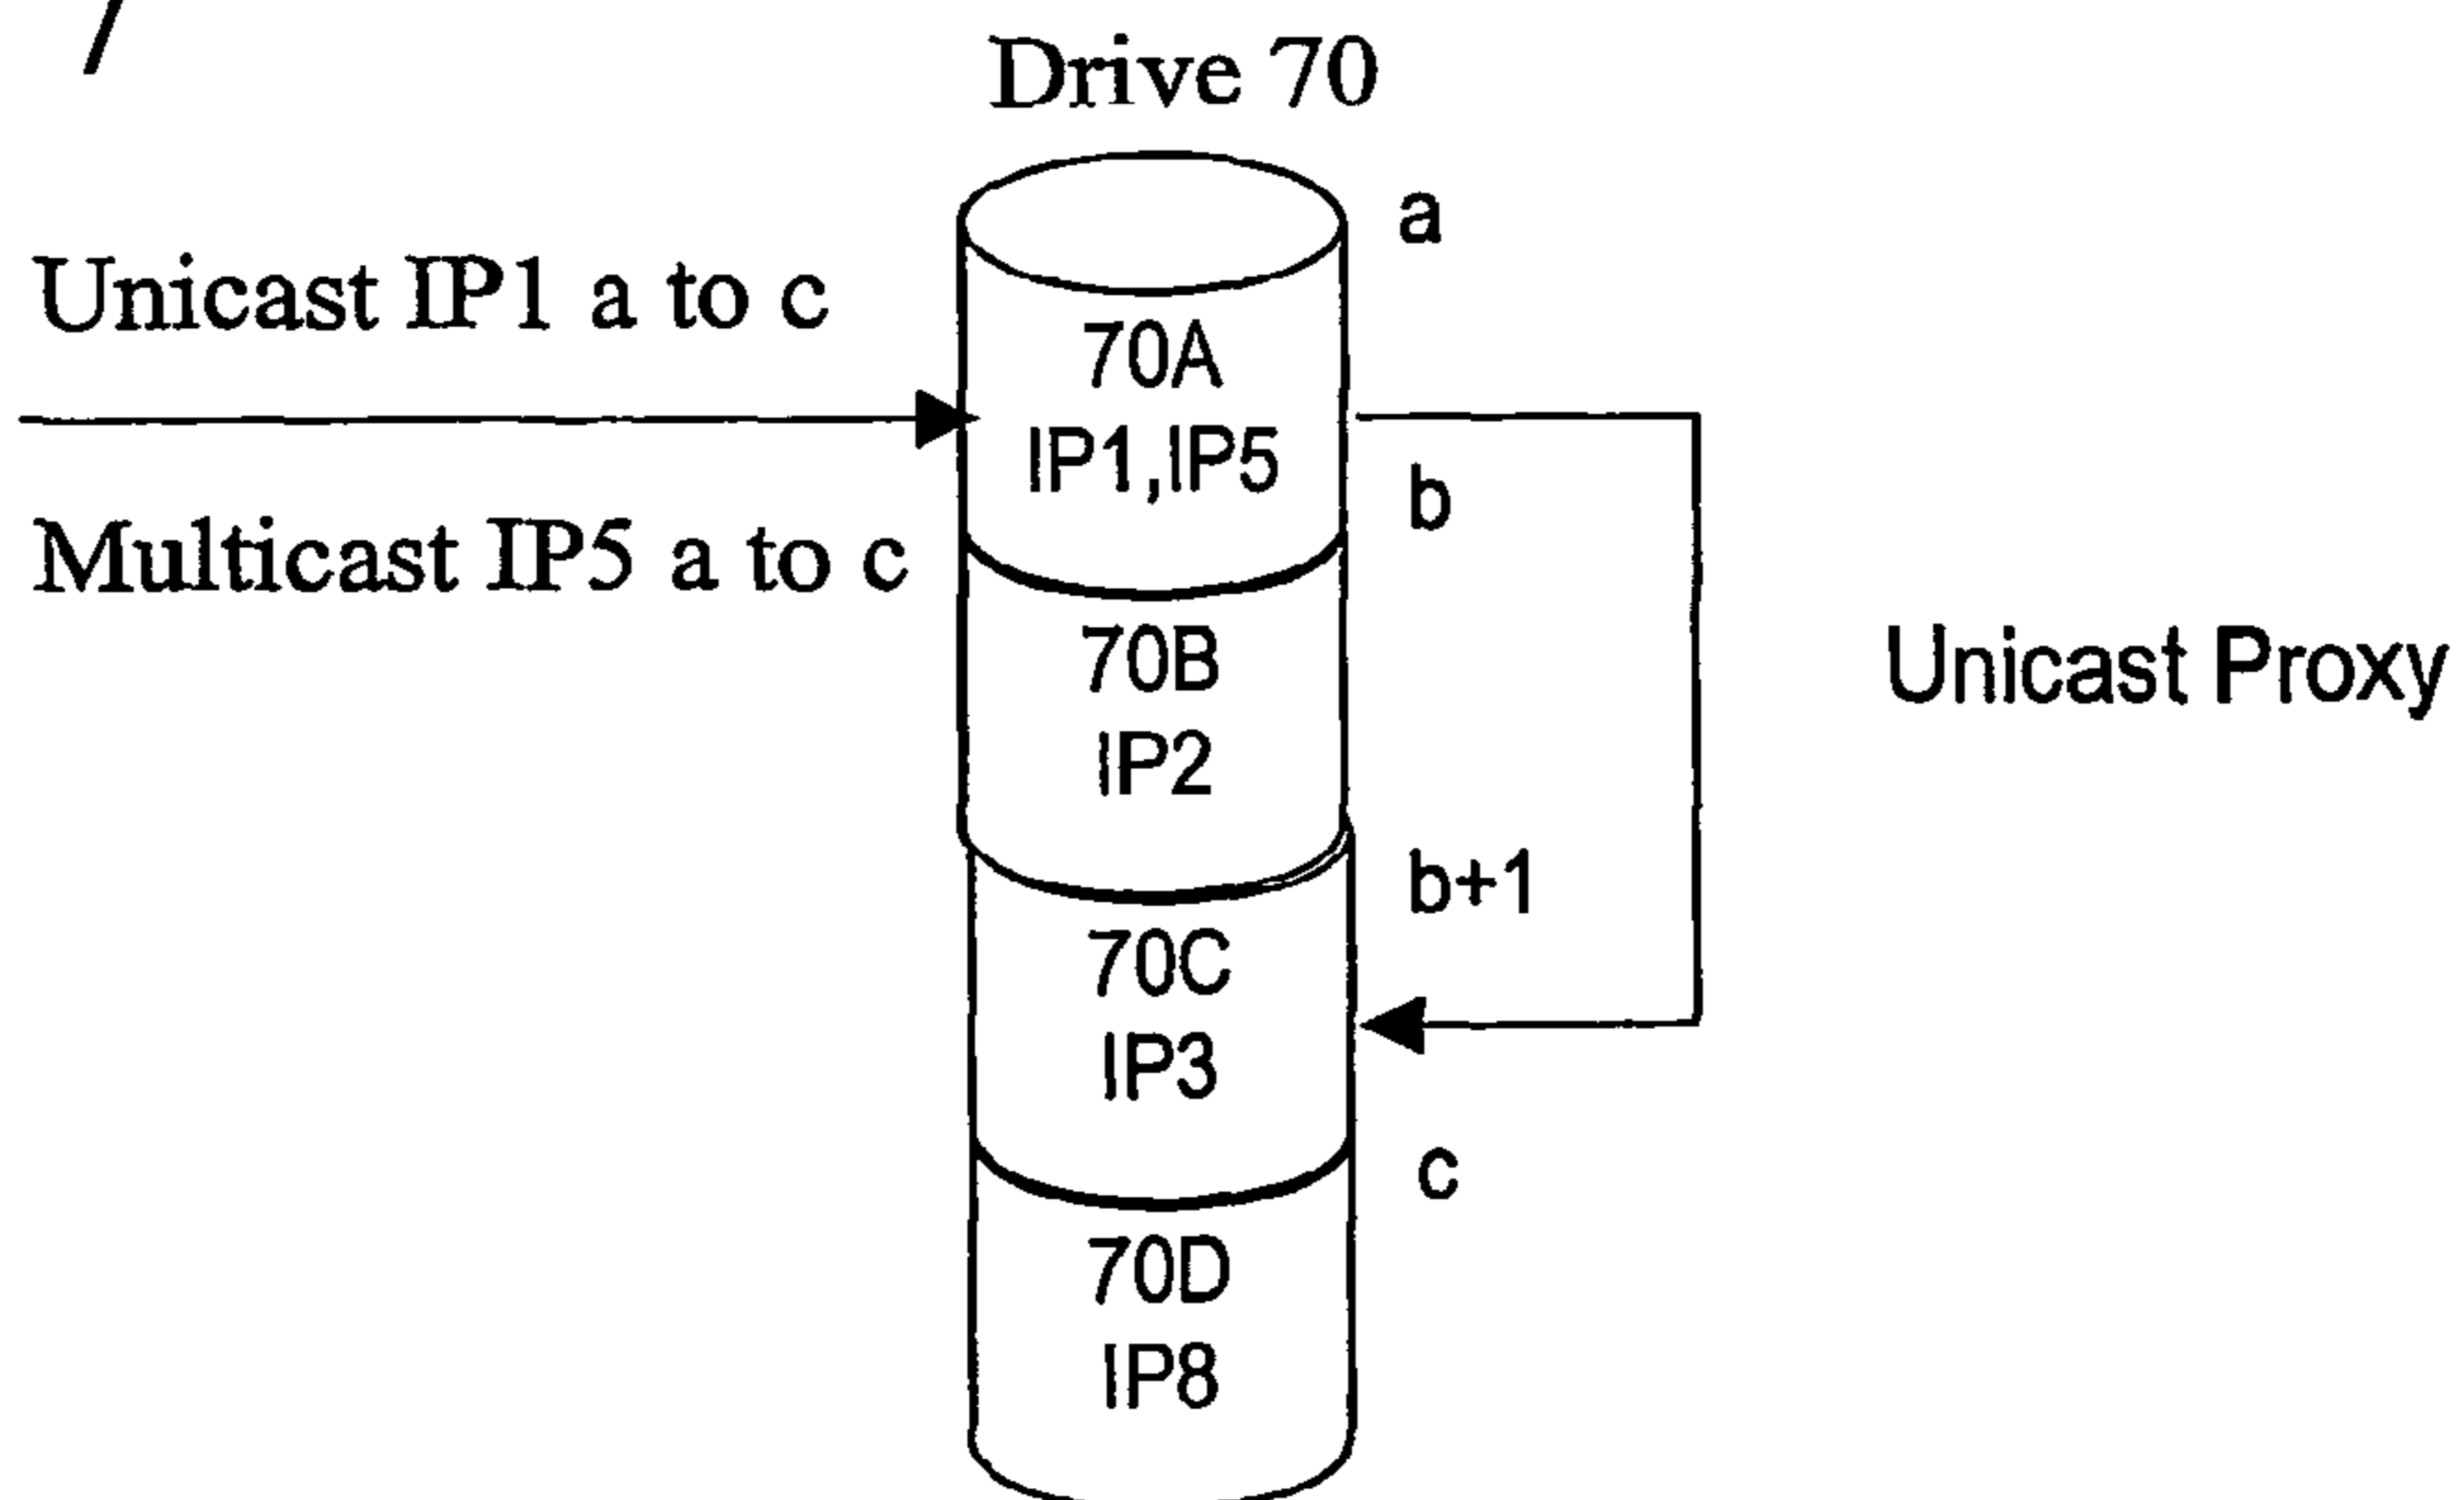 Drive 70
a
Unicast IP1 a to c
70A
IP1,IP5
b
Multicast IP5 a to c
70B
IP2
Unicast Proxy
b+1
70C
IP3
c
70D
IP8